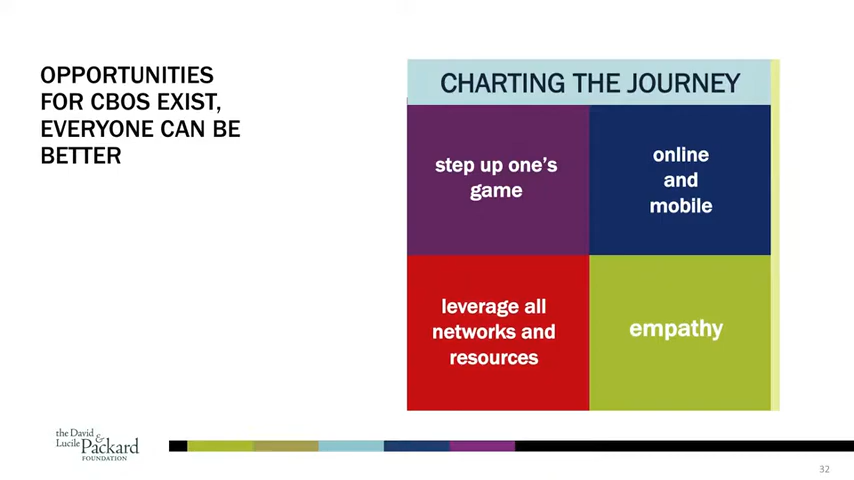 OPPORTUNITIES
FOR CBOS EXIST,
EVERYONE CAN BE
BETTER
CHARTING THE JOURNEY
step up one's
game
online
and
mobile
leverage all
networks and
resources
empathy
the David &
Lucile Packard
FOUNDATION
32